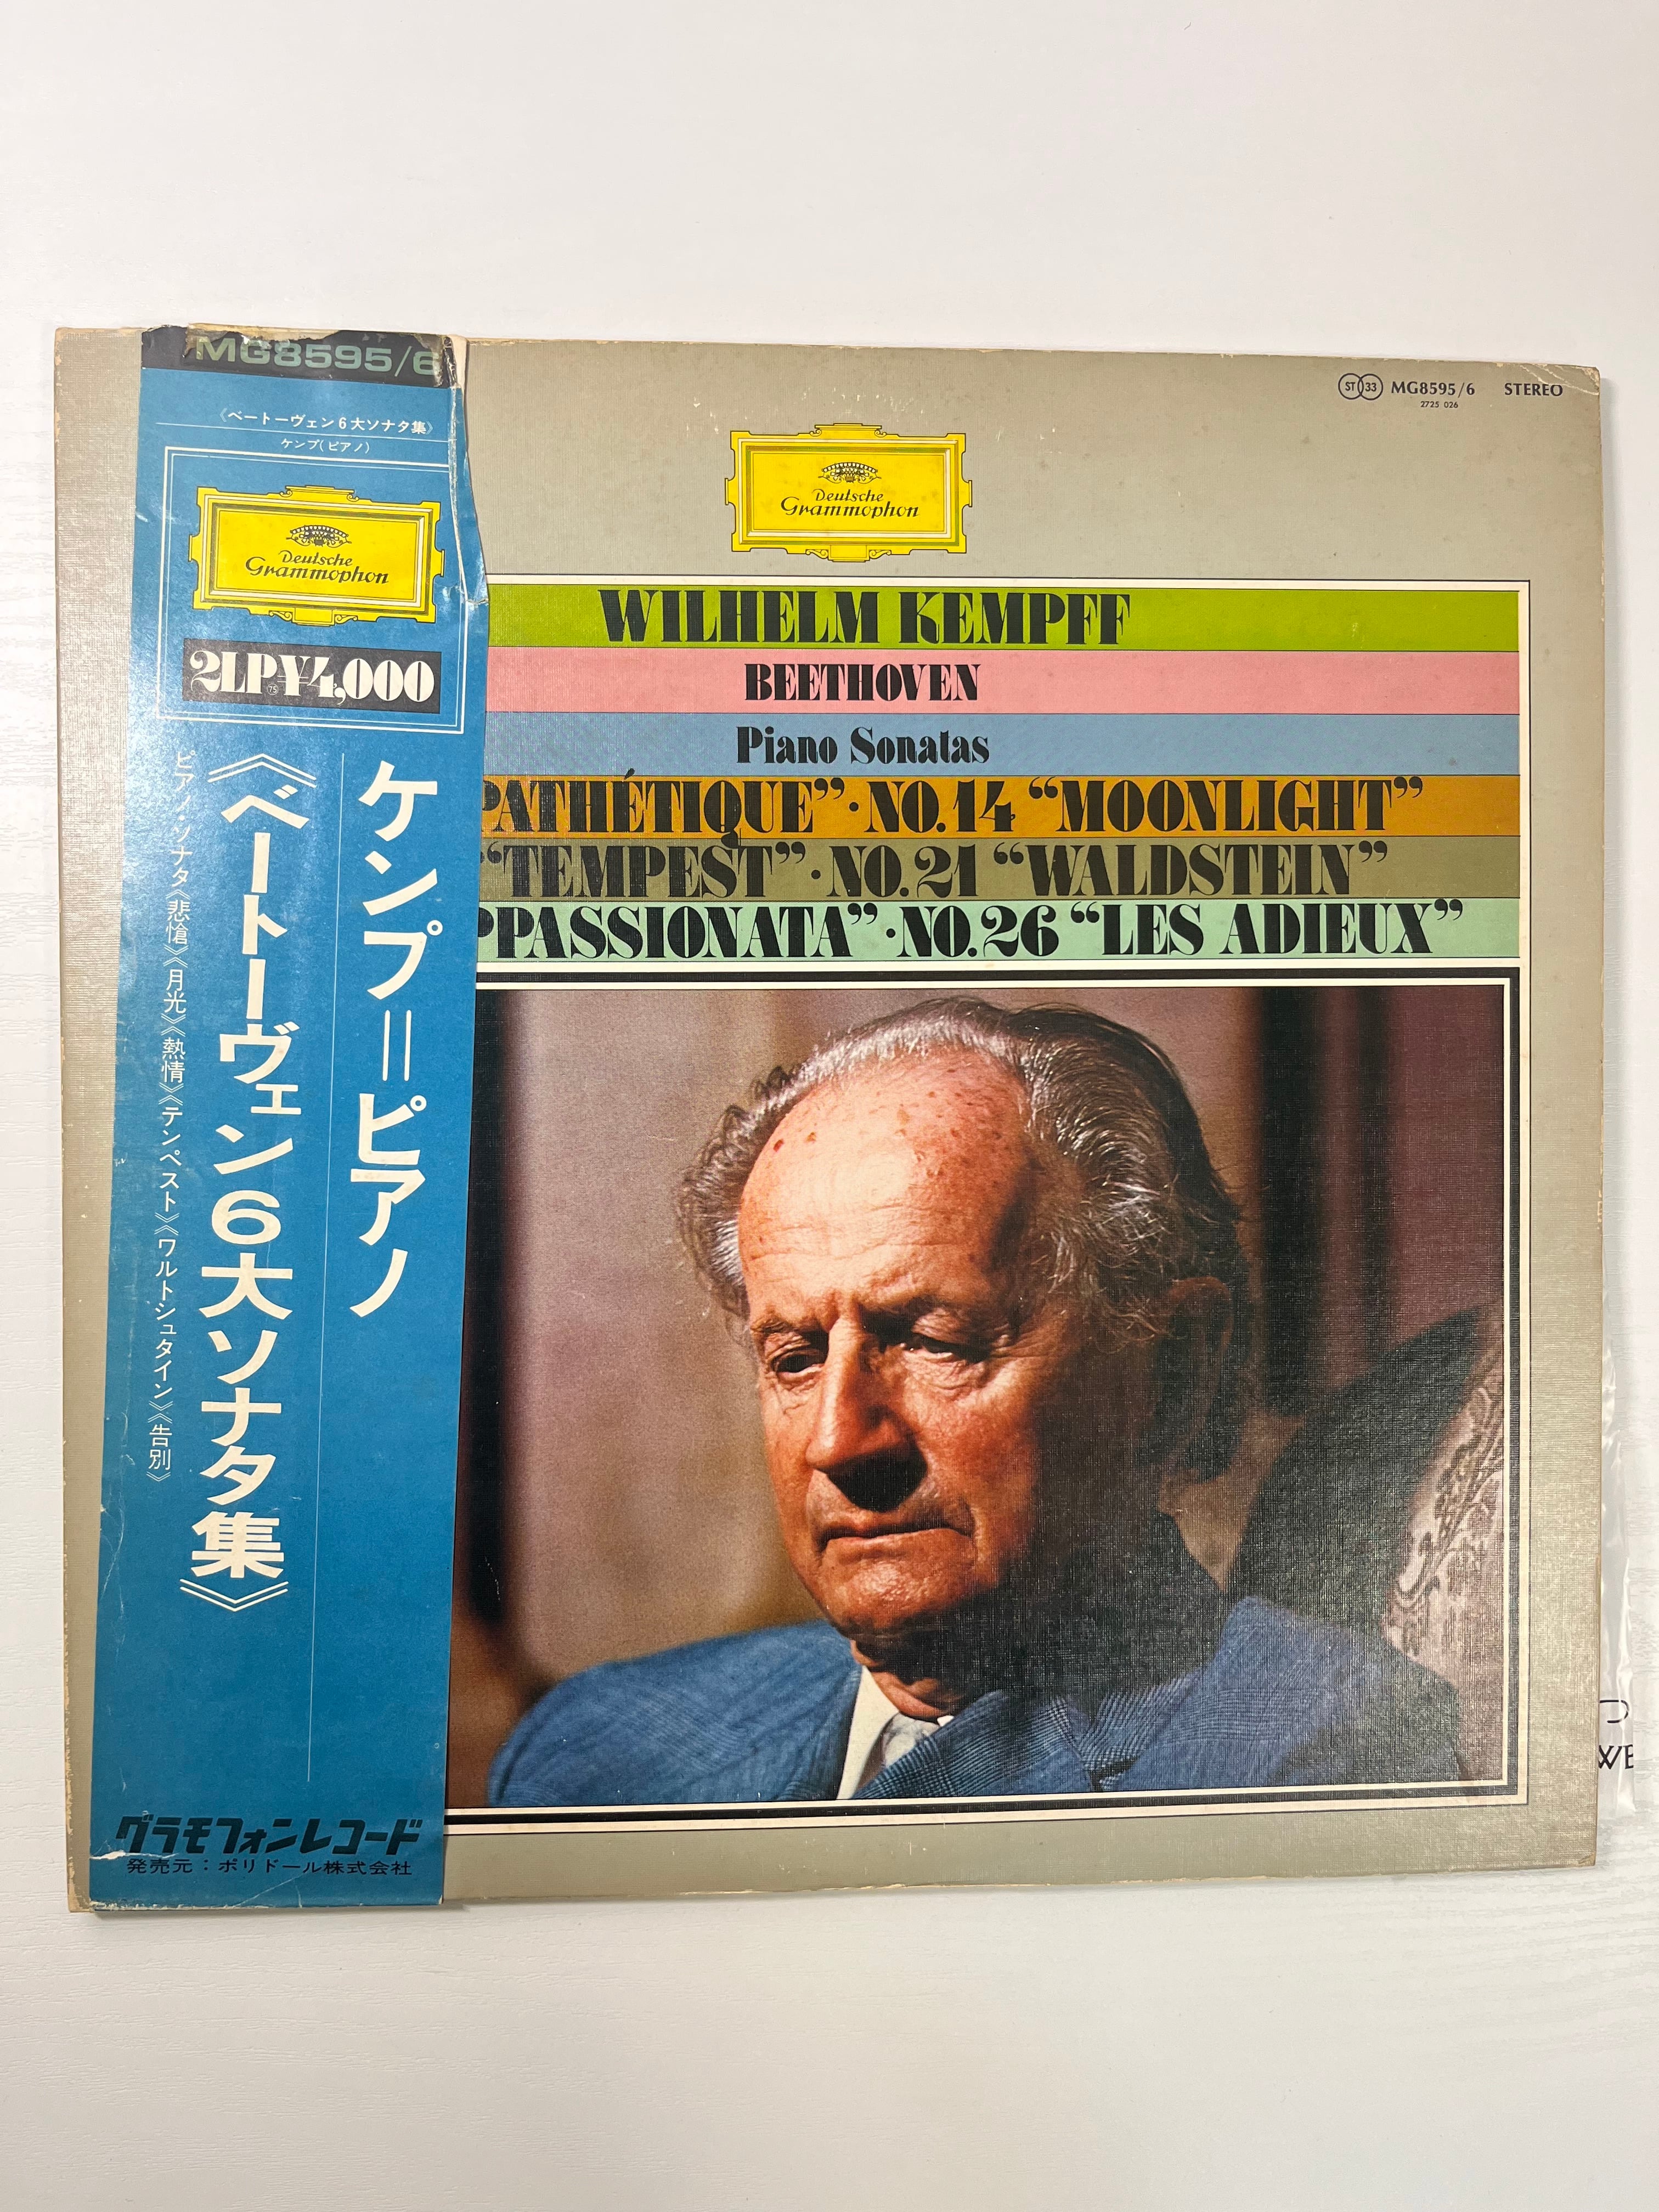 MG8595/6
《ベートーヴェン6大ソナタ集》
ケンプ(ピアノ)
Deutsche
Grammophon
2LP¥4,000
75
ケンプ=ピアノ
《ベートーヴェン6大ソナタ集》
ピアノ・ソナタ《悲愴》《月光》《熱情》《テンペスト》《ワルトシュタイン》《告別》
グラモフォンレコード
発売元:ポリドール株式会社
ST 33 MG8595/6 STEREO
2725 026
Deutsche
Grammophon
WILHELM KEMPFF
BEETHOVEN
Piano Sonatas
PATHÉTIQUE”·NO.14 “MOONLIGHT”
“TEMPEST”·NO.21 “WALDSTEIN”
PPASSIONATA”·NO.26 “LES ADIEUX”
WE